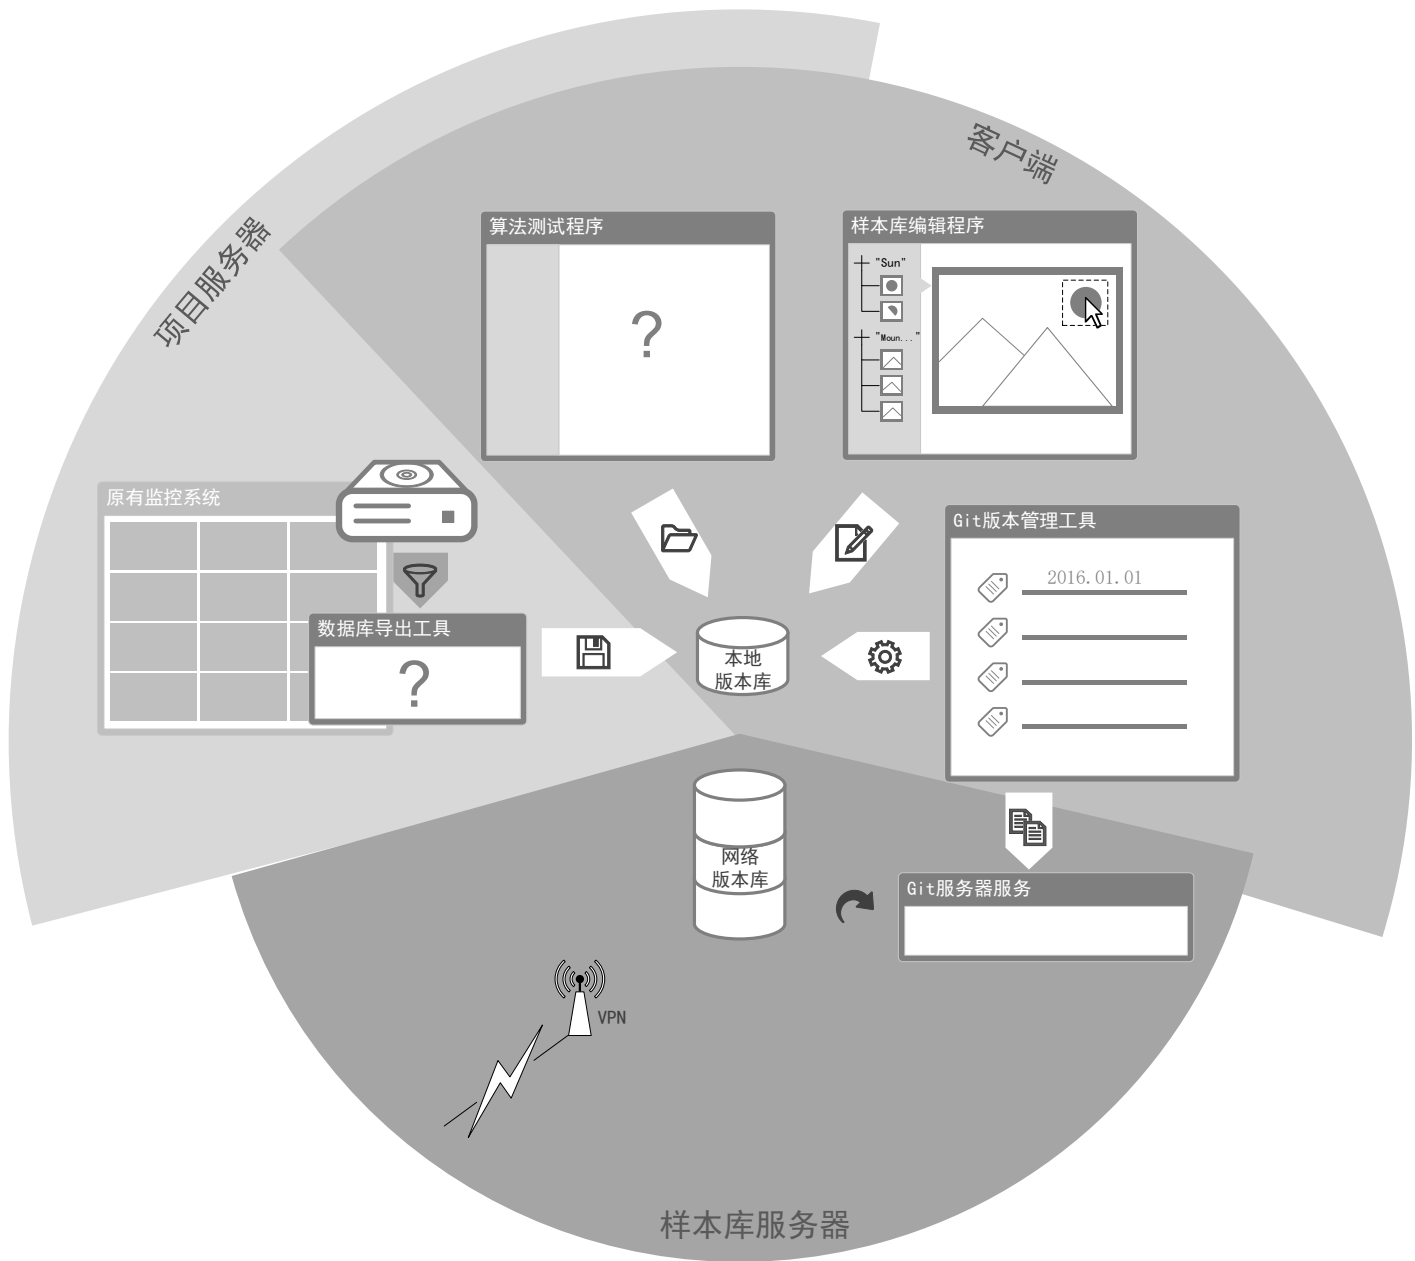 客户端
项目服务器
算法测试程序
?
样本库编辑程序
"Sun"
"Moun..."
原有监控系统
数据库导出工具
?
Git版本管理工具
2016.01.01
本地
版本库
网络
版本库
Git服务器服务
VPN
样本库服务器